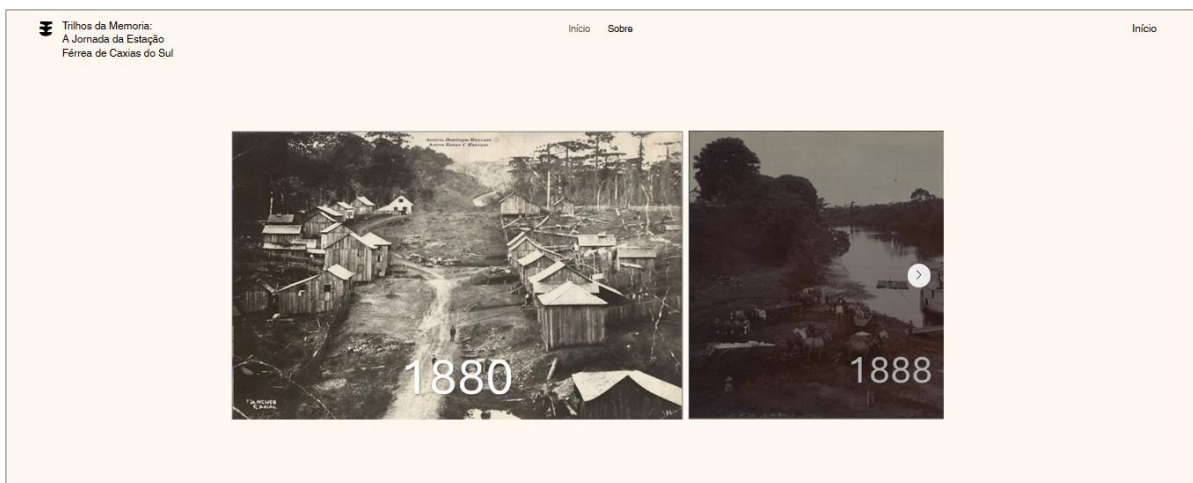 Trilhos da Memoria:
A Jornada da Estação
Férrea de Caxias do Sul
Início
Sobre
Início
1880
1888